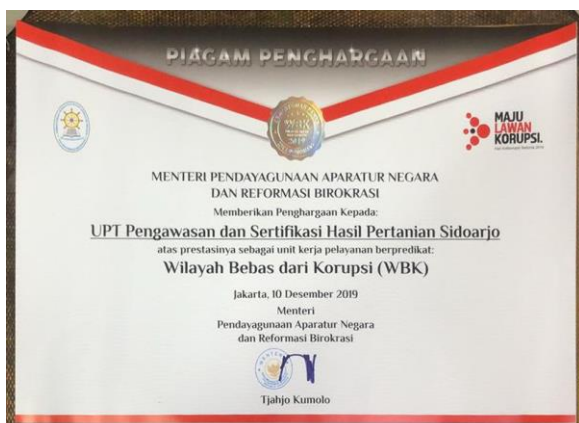 PIAGAM PENGHARGAAN
WBK
2019
MAJU
LAWAN
KORUPSI.
MENTERI PENDAYAGUNAAN APARATUR NEGARA
DAN REFORMASI BIROKRASI
Memberikan Penghargaan Kepada:
UPT Pengawasan dan Sertifikasi Hasil Pertanian Sidoarjo
atas prestasinya sebagai unit kerja pelayanan berpredikat:
Wilayah Bebas dari Korupsi (WBK)
Jakarta, 10 Desember 2019
Menteri
Pendayagunaan Aparatur Negara
dan Reformasi Birokrasi
Tjahjo Kumolo